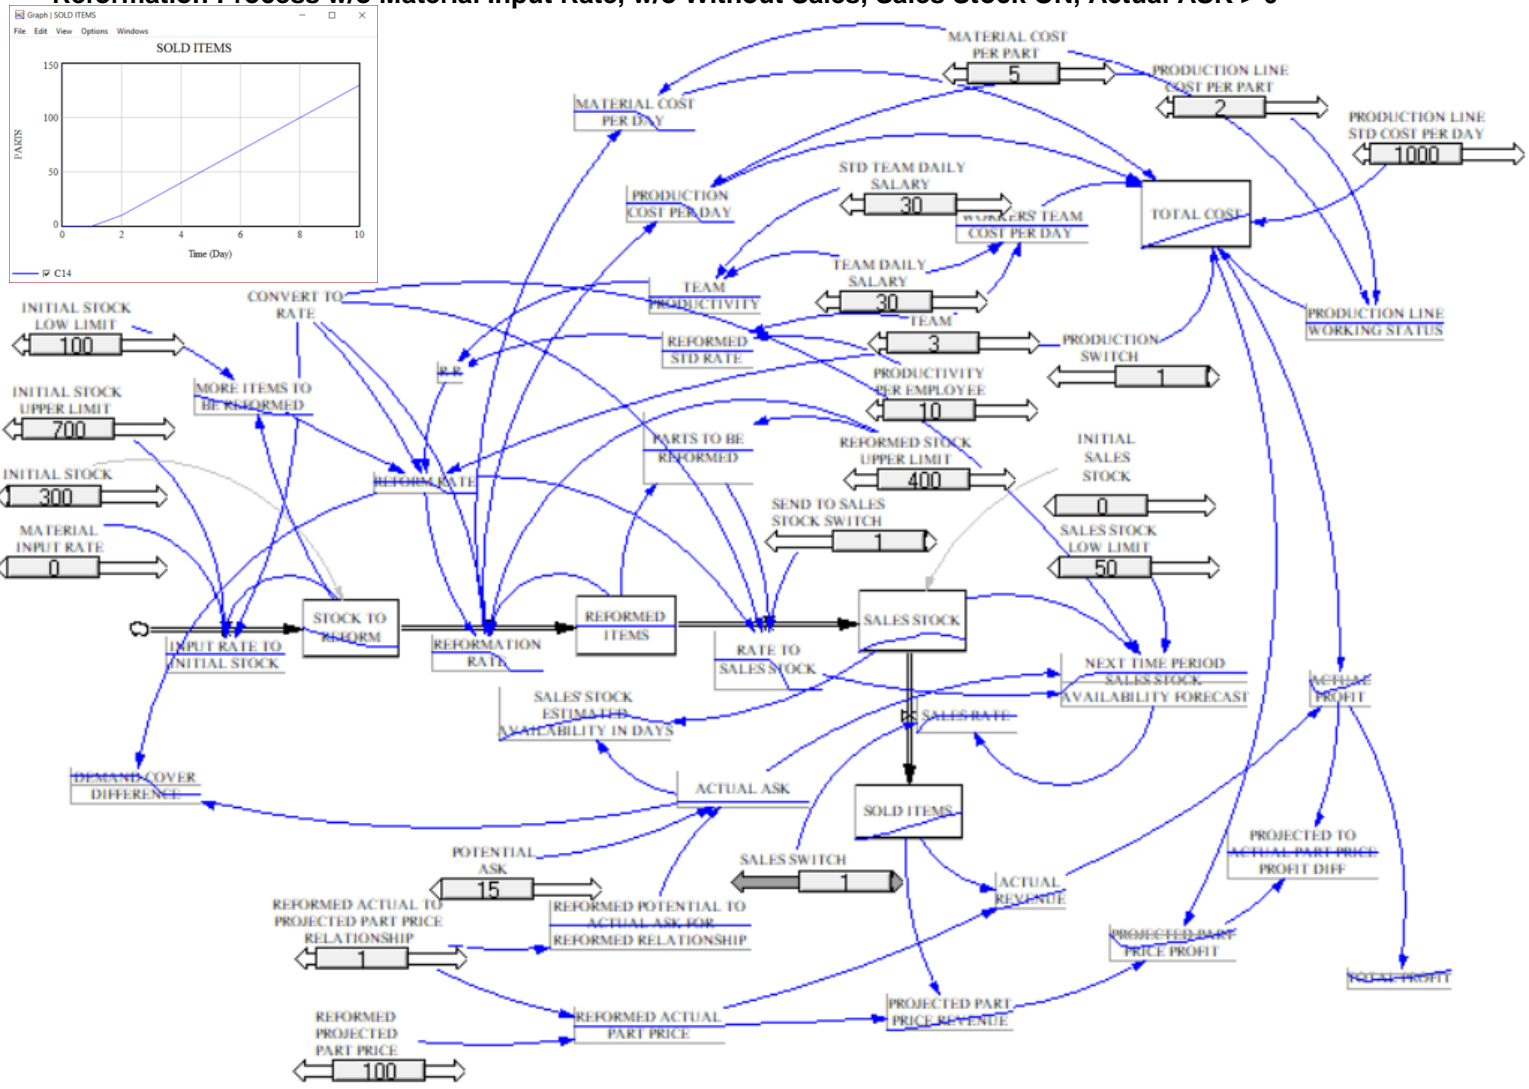 Reformation Process w/o Material Input Rate, w/o Without Sales, Sales Stock ON, Actual ASK > 0
Graph | SOLD ITEMS
File Edit View Options Windows
SOLD ITEMS
150
100
50
0
PARTS
0 2 4 6 8 10
Time (Day)
C14
MATERIAL COST
PER PART
5
PRODUCTION LINE
COST PER PART
2
PRODUCTION LINE
STD COST PER DAY
1000
MATERIAL COST
PER DAY
STD TEAM DAILY
SALARY
30
PRODUCTION
COST PER DAY
WORKERS' TEAM
COST PER DAY
TOTAL COST
TEAM DAILY
SALARY
30
TEAM
PRODUCTIVITY
CONVERT TO
RATE
INITIAL STOCK
LOW LIMIT
100
TEAM
3
PRODUCTION LINE
WORKING STATUS
REFORMED
STD RATE
PRODUCTION
SWITCH
1
R R
PRODUCTIVITY
PER EMPLOYEE
10
MORE ITEMS TO
BE REFORMED
INITIAL STOCK
UPPER LIMIT
700
PARTS TO BE
REFORMED
REFORMED STOCK
UPPER LIMIT
400
INITIAL
SALES
STOCK
0
INITIAL STOCK
300
REFORM RATE
SEND TO SALES
STOCK SWITCH
1
MATERIAL
INPUT RATE
0
SALES STOCK
LOW LIMIT
50
STOCK TO
REFORM
REFORMED
ITEMS
SALES STOCK
INPUT RATE TO
INITIAL STOCK
REFORMATION
RATE
RATE TO
SALES STOCK
NEXT TIME PERIOD
SALES STOCK
AVAILABILITY FORECAST
ACTUAL
PROFIT
SALES' STOCK
ESTIMATED
AVAILABILITY IN DAYS
SALES RATE
DEMAND COVER
DIFFERENCE
ACTUAL ASK
SOLD ITEMS
PROJECTED TO
ACTUAL PART PRICE
PROFIT DIFF
POTENTIAL
ASK
15
SALES SWITCH
1
ACTUAL
REVENUE
REFORMED ACTUAL TO
PROJECTED PART PRICE
RELATIONSHIP
1
REFORMED POTENTIAL TO
ACTUAL ASK FOR
REFORMED RELATIONSHIP
PROJECTED PART
PRICE PROFIT
TOTAL PROFIT
REFORMED
PROJECTED
PART PRICE
100
REFORMED ACTUAL
PART PRICE
PROJECTED PART
PRICE REVENUE